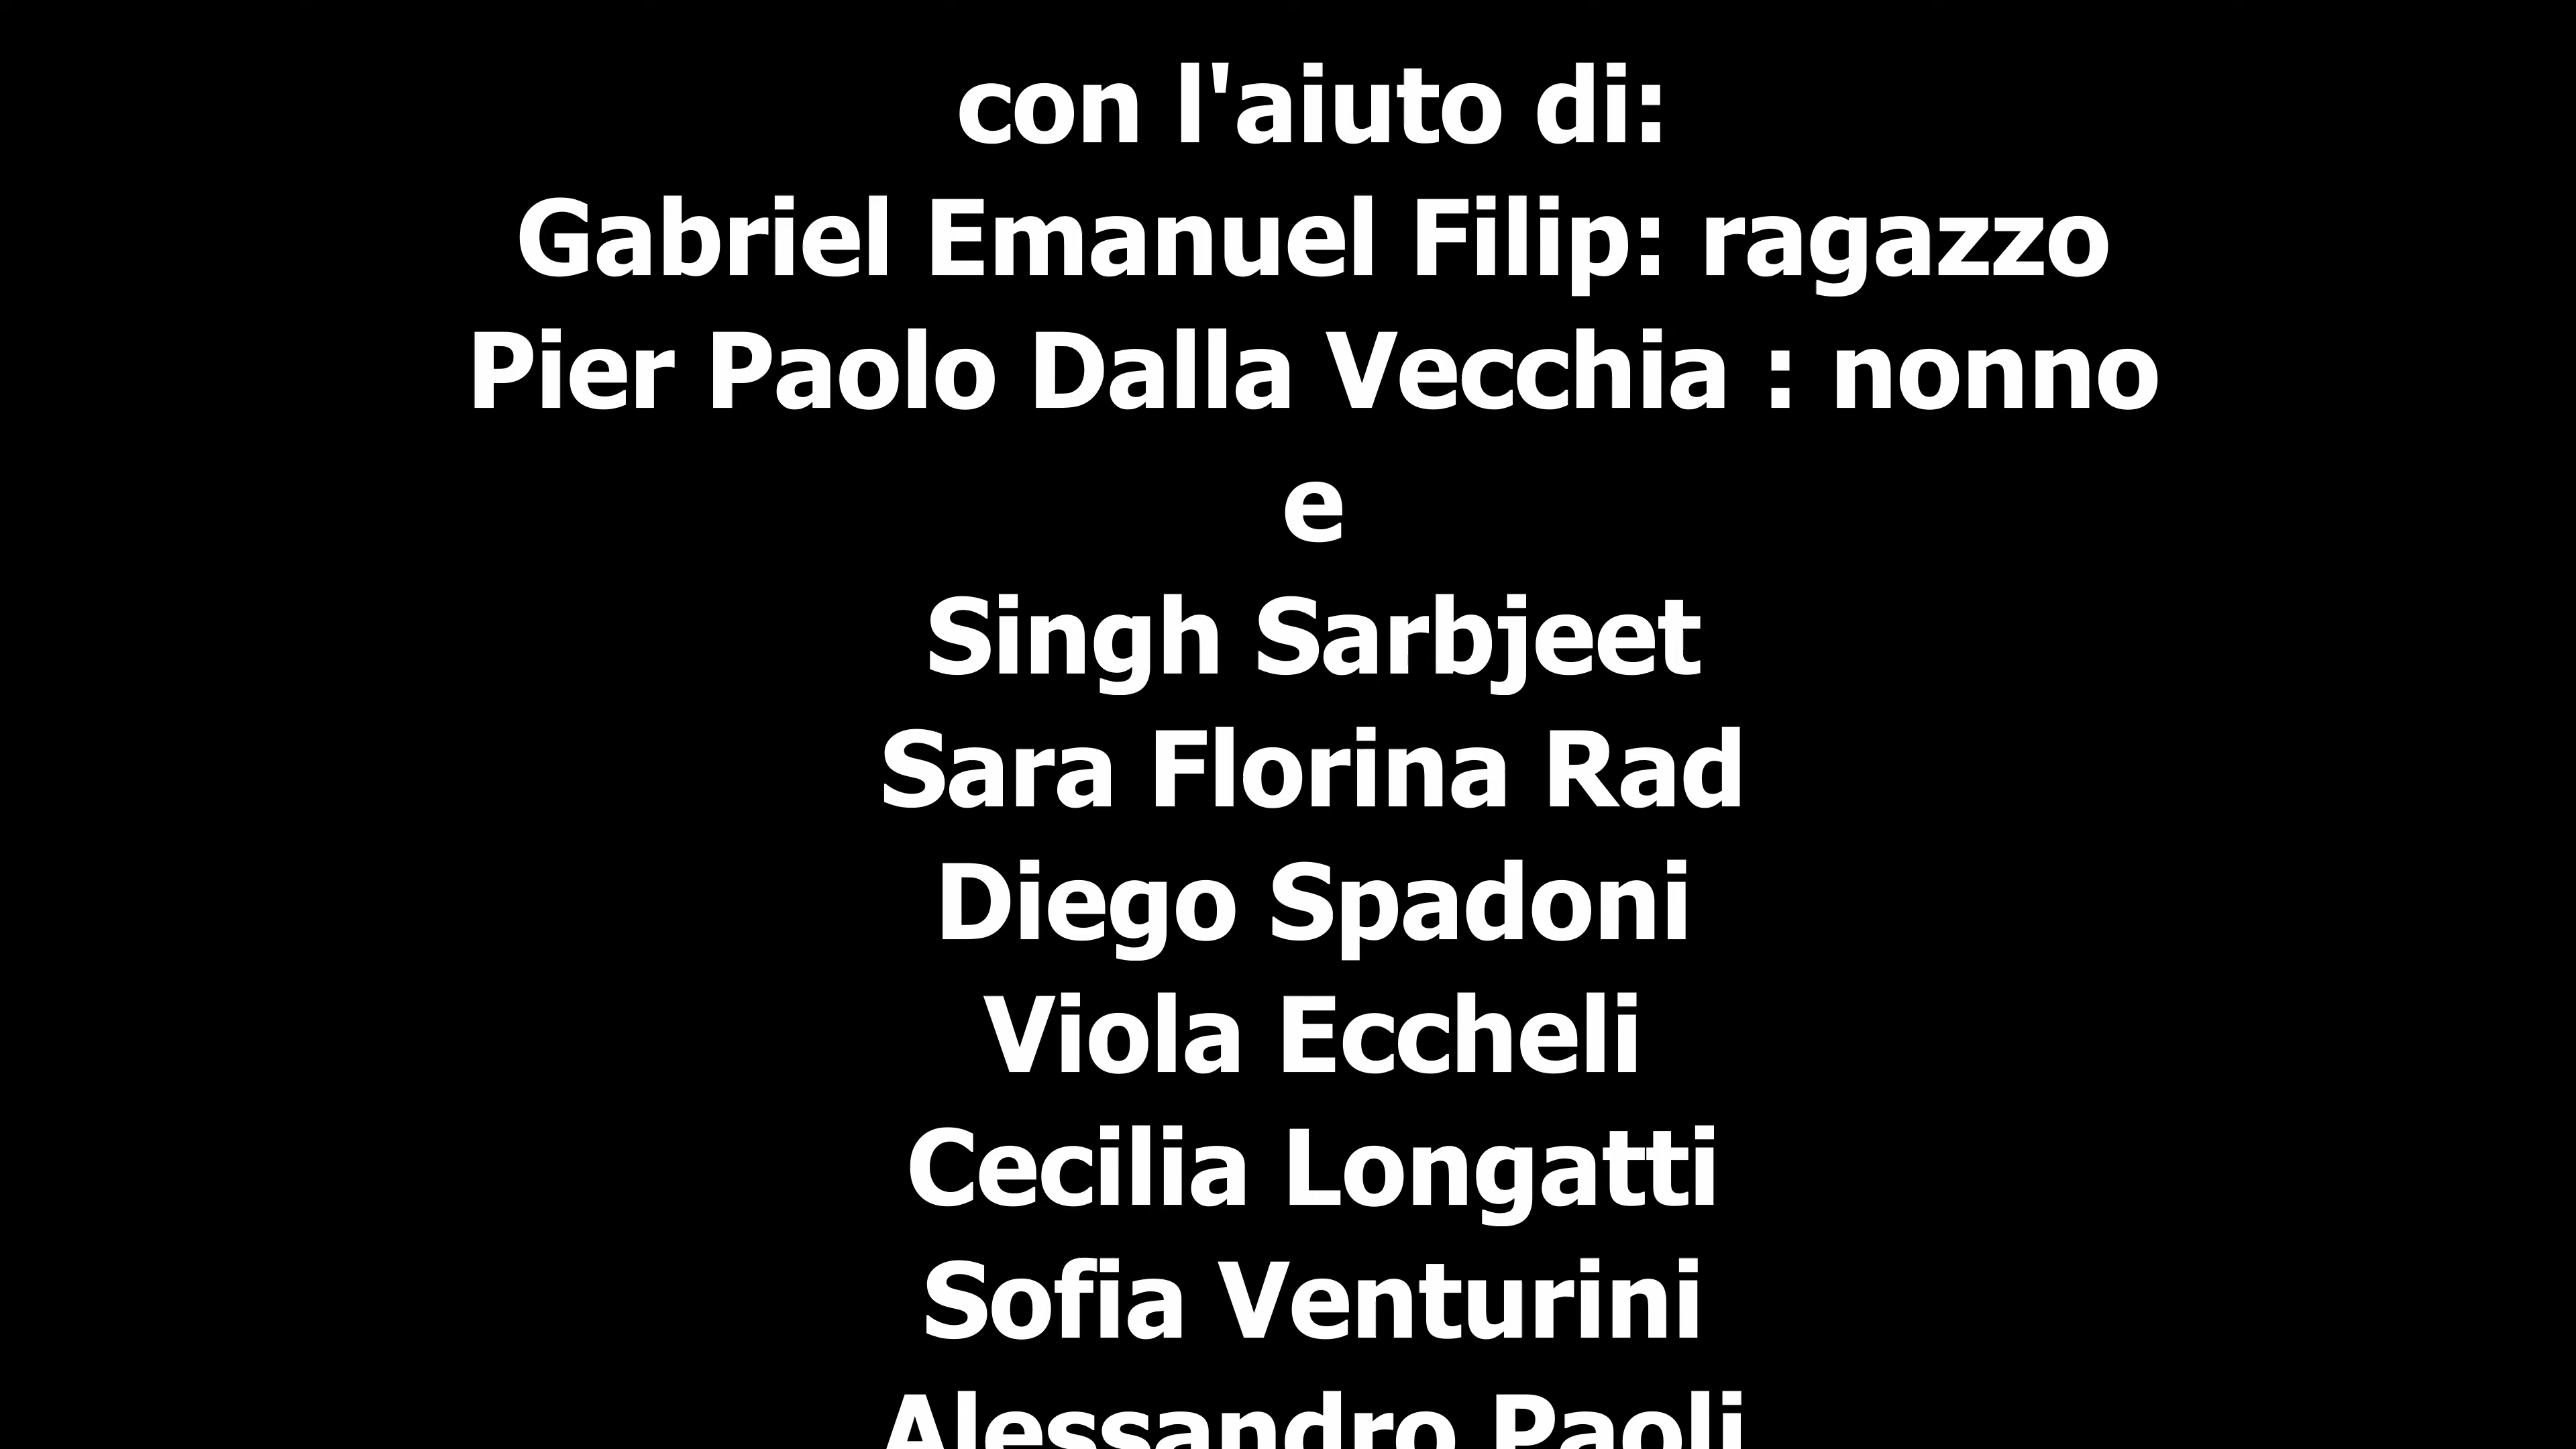 con l'aiuto di:
Gabriel Emanuel Filip: ragazzo
Pier Paolo Dalla Vecchia : nonno
e
Singh Sarbjeet
Sara Florina Rad
Diego Spadoni
Viola Eccheli
Cecilia Longatti
Sofia Venturini
Alessandro Paoli